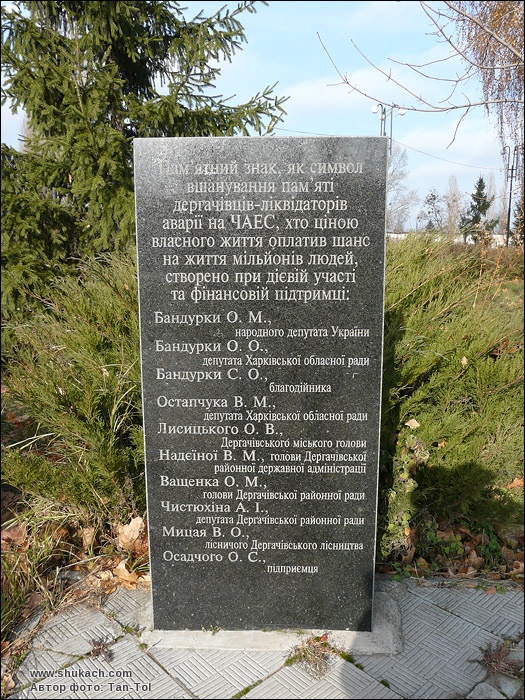 Пам'ятний знак, як символ
вшанування пам'яті
дергачівців-ліквідаторів
аварії на ЧАЕС, хто ціною
власного життя оплатив шанс
на життя мільйонів людей,
створено при дієвій участі
та фінансовій підтримці:
Бандурки О. М.,
народного депутата України
Бандурки О. О.,
депутата Харківської обласної ради
Бандурки С. О.,
благодійника
Остапчука В. М.,
депутата Харківської обласної ради
Лисицького О. В.,
Дергачівського міського голови
Надеіної В. М., голови Дергачівської
районної державної адміністрації
Ващенка О. М.,
голови Дергачівської районної ради
Чистюхіна А. І.,
депутата Дергачівської районної ради
Мицая В. О.,
лісничого Дергачівського лісництва
Осадчого О. Є.,
підприємця
www.shukach.com
Автор фото: Tan-Tol